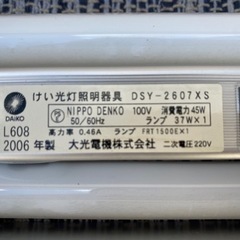 けい光灯照明器具 DSY-2607XS
DAIKO
NIPPO DENKO 100V 消費電力45W
50/60Hz ランプ 37W×1
L608
高力率 0.46A ランプ FRT1500E×1
2006年製 大光電機株式会社 二次電圧220V